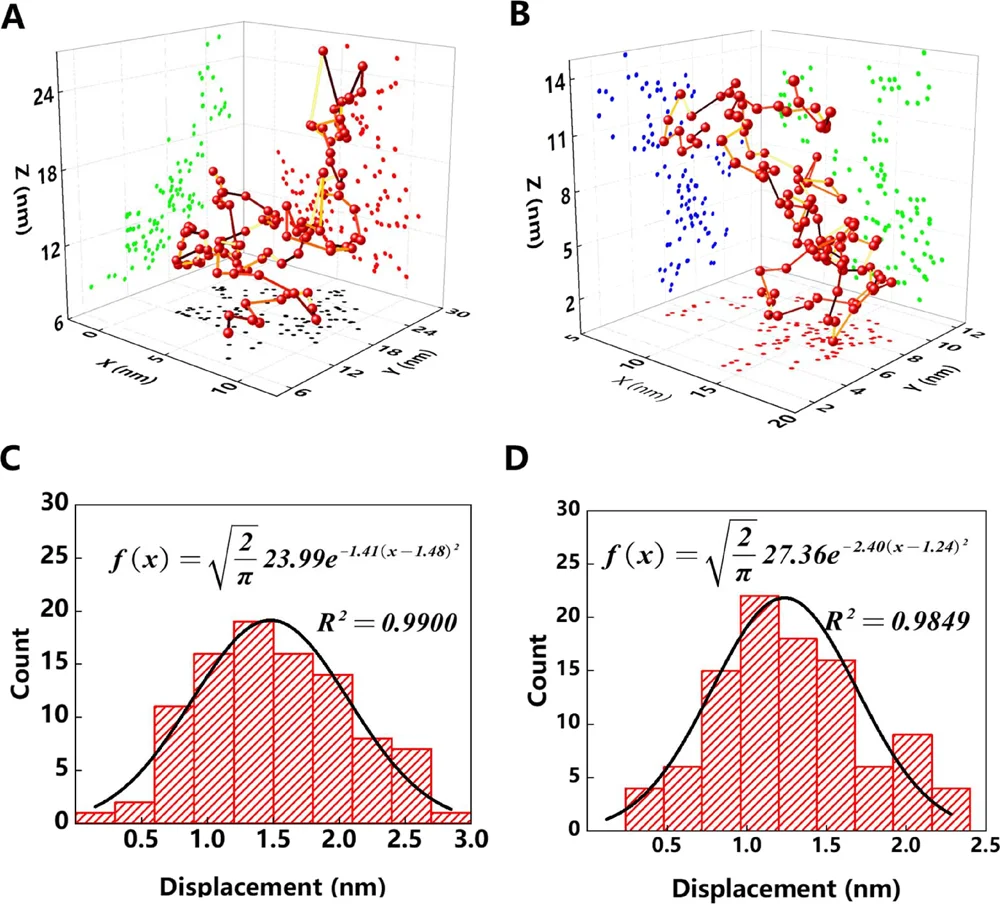 A
24
18
12
6
Z (nm)
0
5
10
X (nm)
6
12
18
24
30
Y (nm)
B
14
11
8
5
2
Z (nm)
10
15
20
X (nm)
2
4
6
8
10
12
Y (nm)
C
30
25
20
15
10
5
0
Count
f(x) = √(2/π) 23.99e^(-1.41(x-1.48)^2)
R² = 0.9900
0.5 1.0 1.5 2.0 2.5 3.0
Displacement (nm)
D
30
25
20
15
10
5
0
Count
f(x) = √(2/π) 27.36e^(-2.40(x-1.24)^2)
R² = 0.9849
0.5 1.0 1.5 2.0 2.5
Displacement (nm)